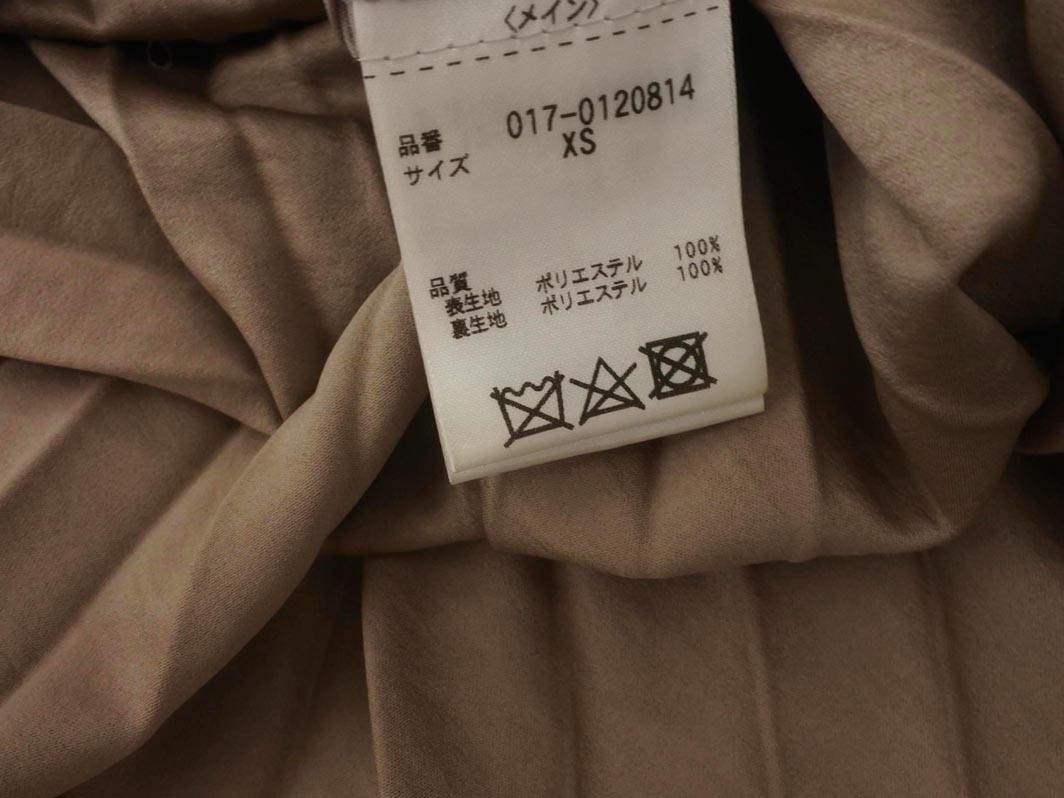 〈メイン〉
品番 017-0120814
サイズ XS
品質
表生地 ポリエステル 100%
裏生地 ポリエステル 100%